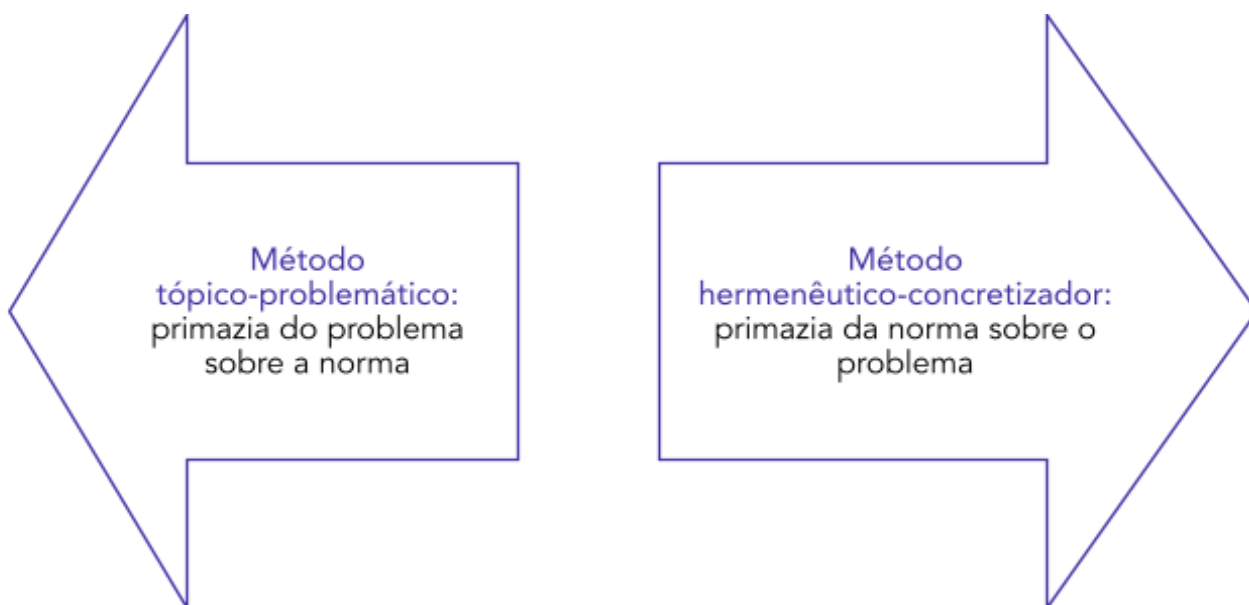 Método
tópico-problemático:
primazia do problema
sobre a norma
Método
hermenêutico-concretizador:
primazia da norma sobre o
problema